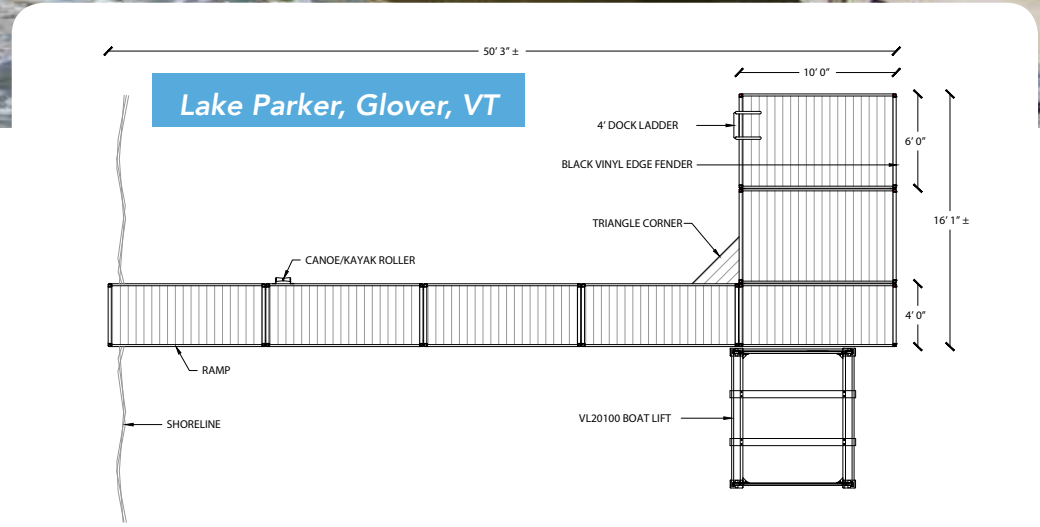 50’ 3” ±
10’ 0”
Lake Parker, Glover, VT
4’ DOCK LADDER
6’ 0”
BLACK VINYL EDGE FENDER
16’ 1” ±
TRIANGLE CORNER
CANOE/KAYAK ROLLER
4’ 0”
RAMP
VL20100 BOAT LIFT
SHORELINE